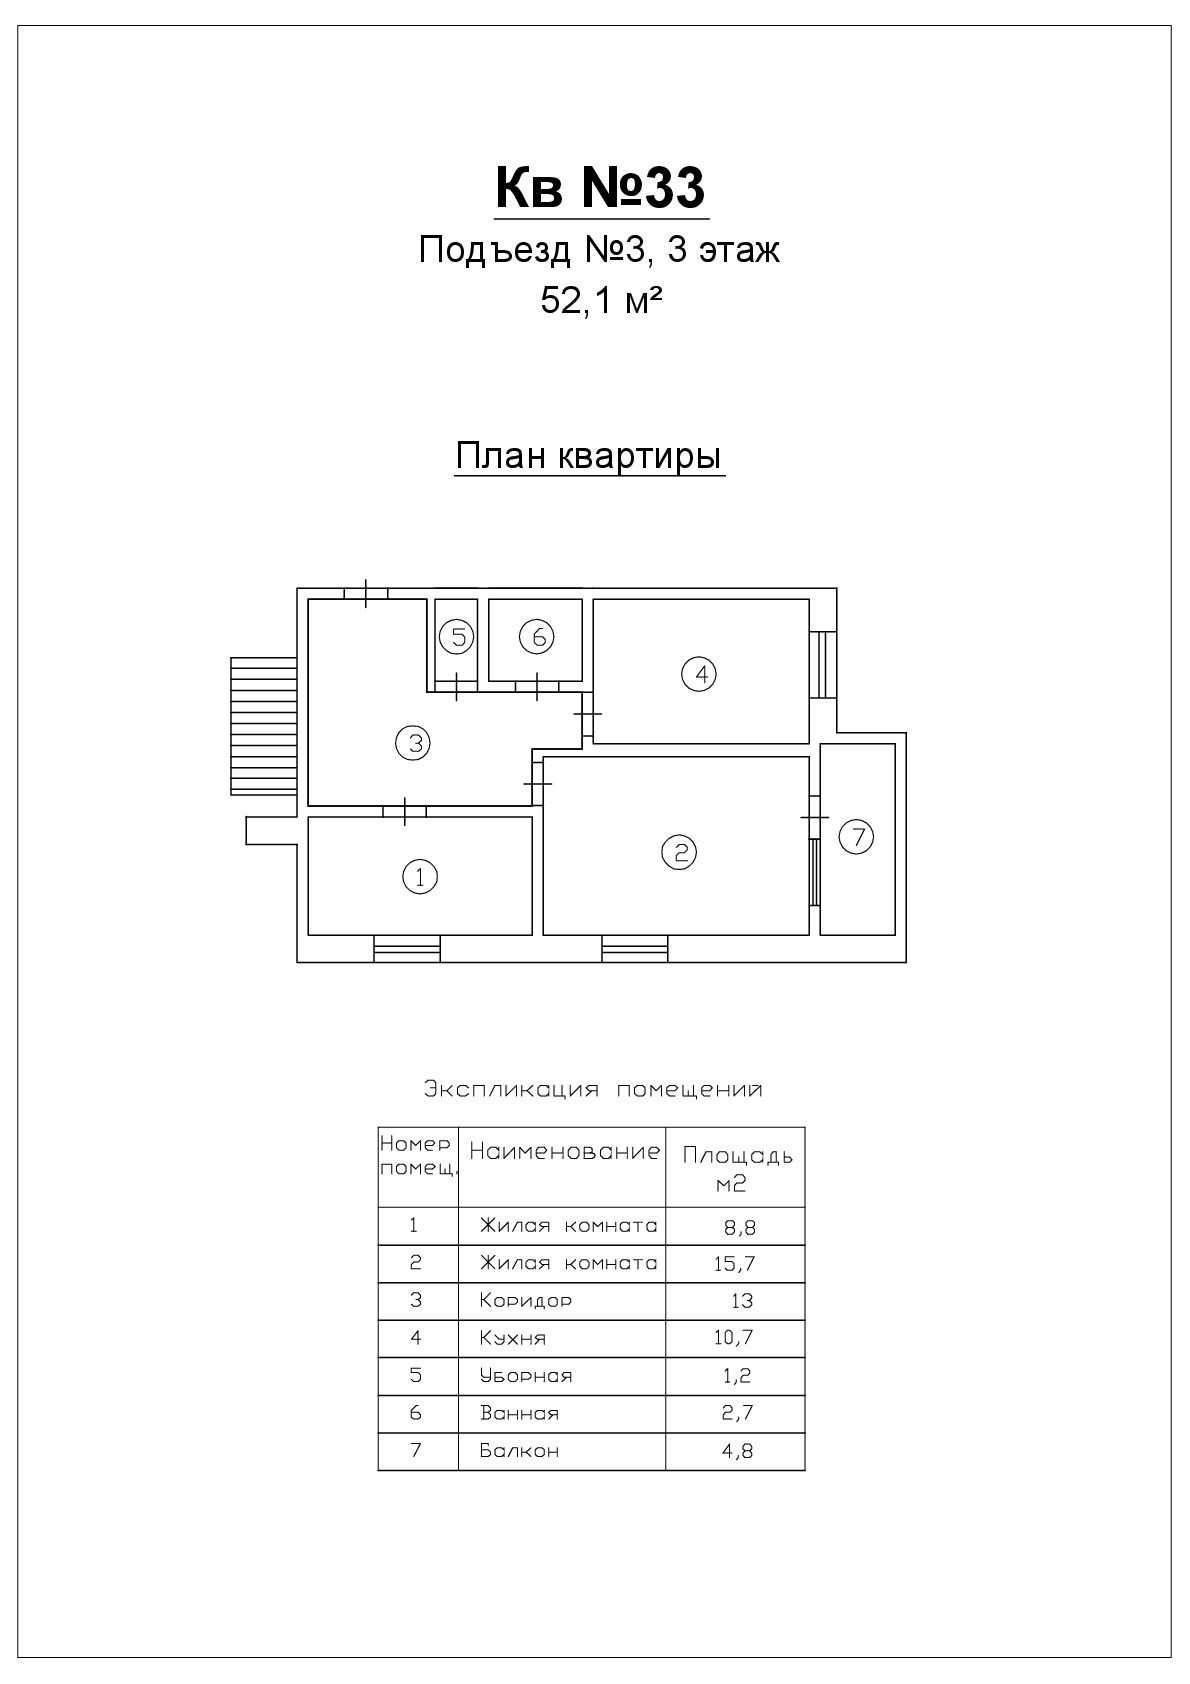 Кв №33
Подъезд №3, 3 этаж
52,1 м²
План квартиры
5
6
4
3
7
2
1
Экспликация помещений
Номер помещ. Наименование Площадь м2
1 Жилая комната 8,8
2 Жилая комната 15,7
3 Коридор 13
4 Кухня 10,7
5 Уборная 1,2
6 Ванная 2,7
7 Балкон 4,8